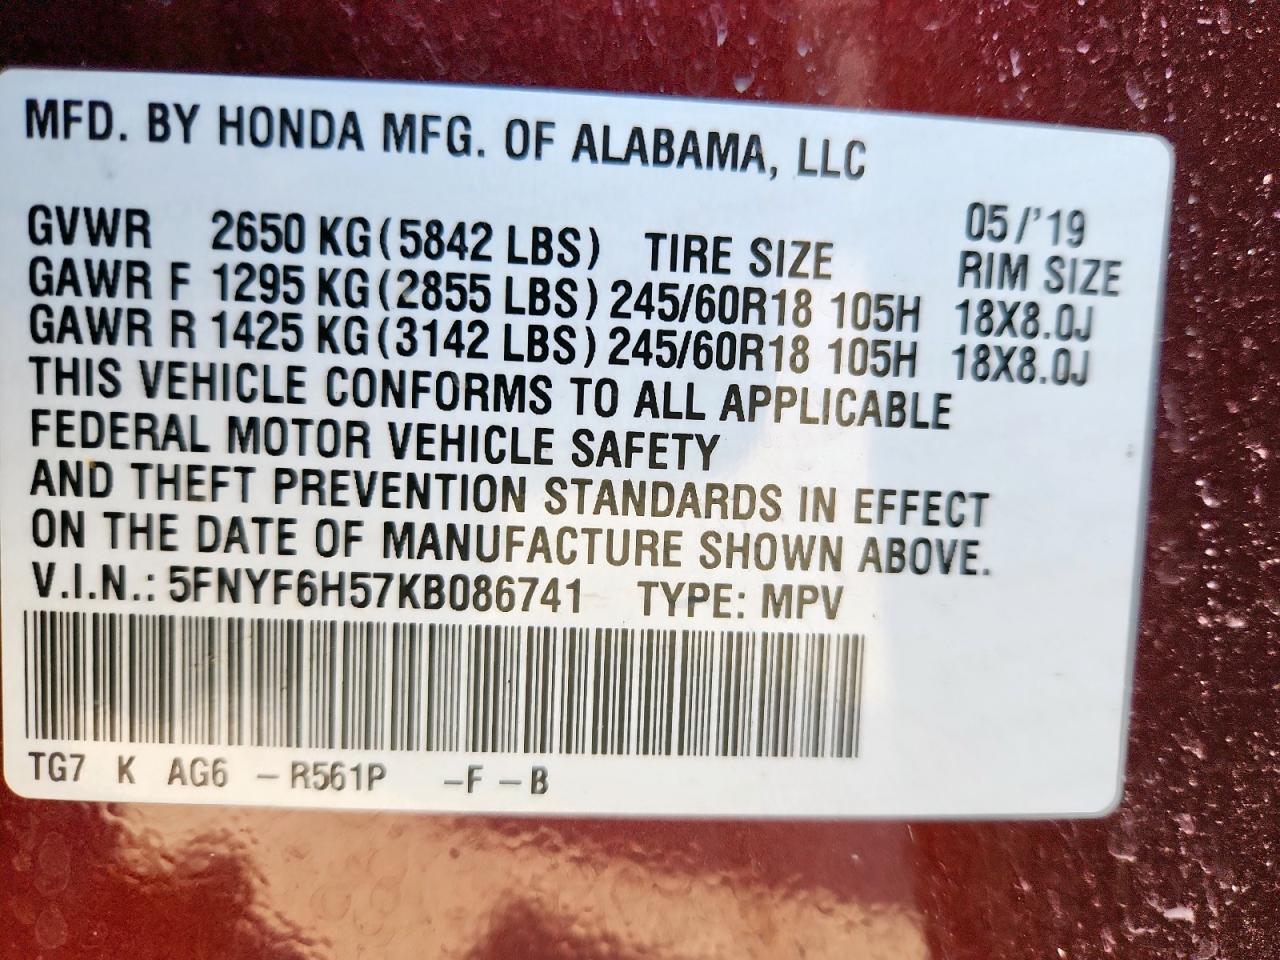 MFD. BY HONDA MFG. OF ALABAMA, LLC
05/'19
GVWR 2650 KG (5842 LBS) TIRE SIZE RIM SIZE
GAWR F 1295 KG (2855 LBS) 245/60R18 105H 18X8.0J
GAWR R 1425 KG (3142 LBS) 245/60R18 105H 18X8.0J
THIS VEHICLE CONFORMS TO ALL APPLICABLE
FEDERAL MOTOR VEHICLE SAFETY
AND THEFT PREVENTION STANDARDS IN EFFECT
ON THE DATE OF MANUFACTURE SHOWN ABOVE.
V.I.N.: 5FNYF6H57KB086741 TYPE: MPV
TG7 K AG6 -R561P -F-B